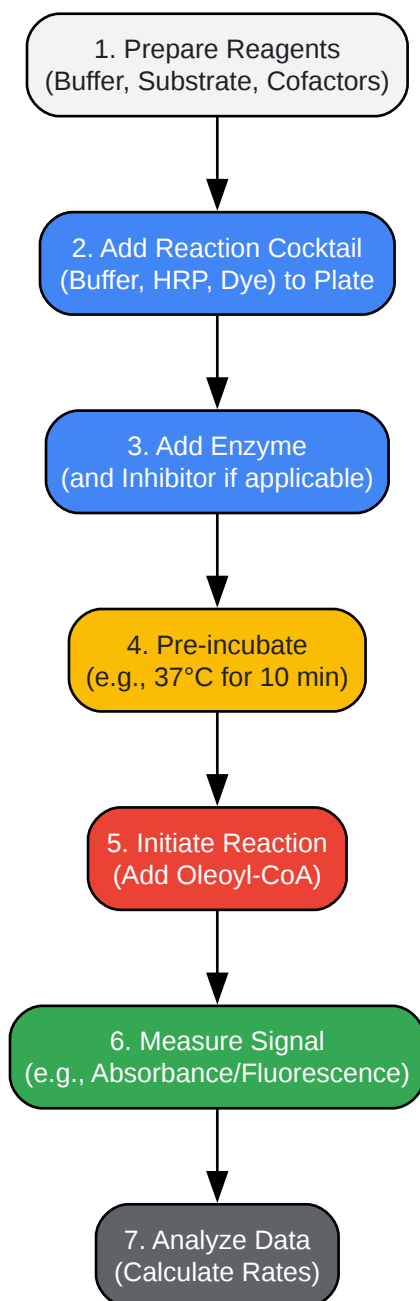 1. Prepare Reagents
(Buffer, Substrate, Cofactors)
2. Add Reaction Cocktail
(Buffer, HRP, Dye) to Plate
3. Add Enzyme
(and Inhibitor if applicable)
4. Pre-incubate
(e.g., 37°C for 10 min)
5. Initiate Reaction
(Add Oleoyl-CoA)
6. Measure Signal
(e.g., Absorbance/Fluorescence)
7. Analyze Data
(Calculate Rates)